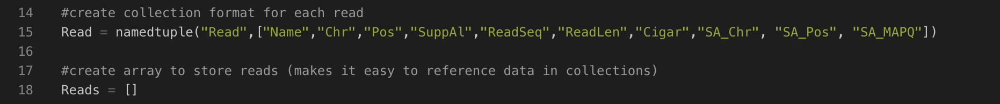 14 #create collection format for each read
15 Read = namedtuple("Read",["Name","Chr","Pos","SuppAl","ReadSeq","ReadLen","Cigar","SA_Chr", "SA_Pos", "SA_MAPQ"])
16
17 #create array to store reads (makes it easy to reference data in collections)
18 Reads = []